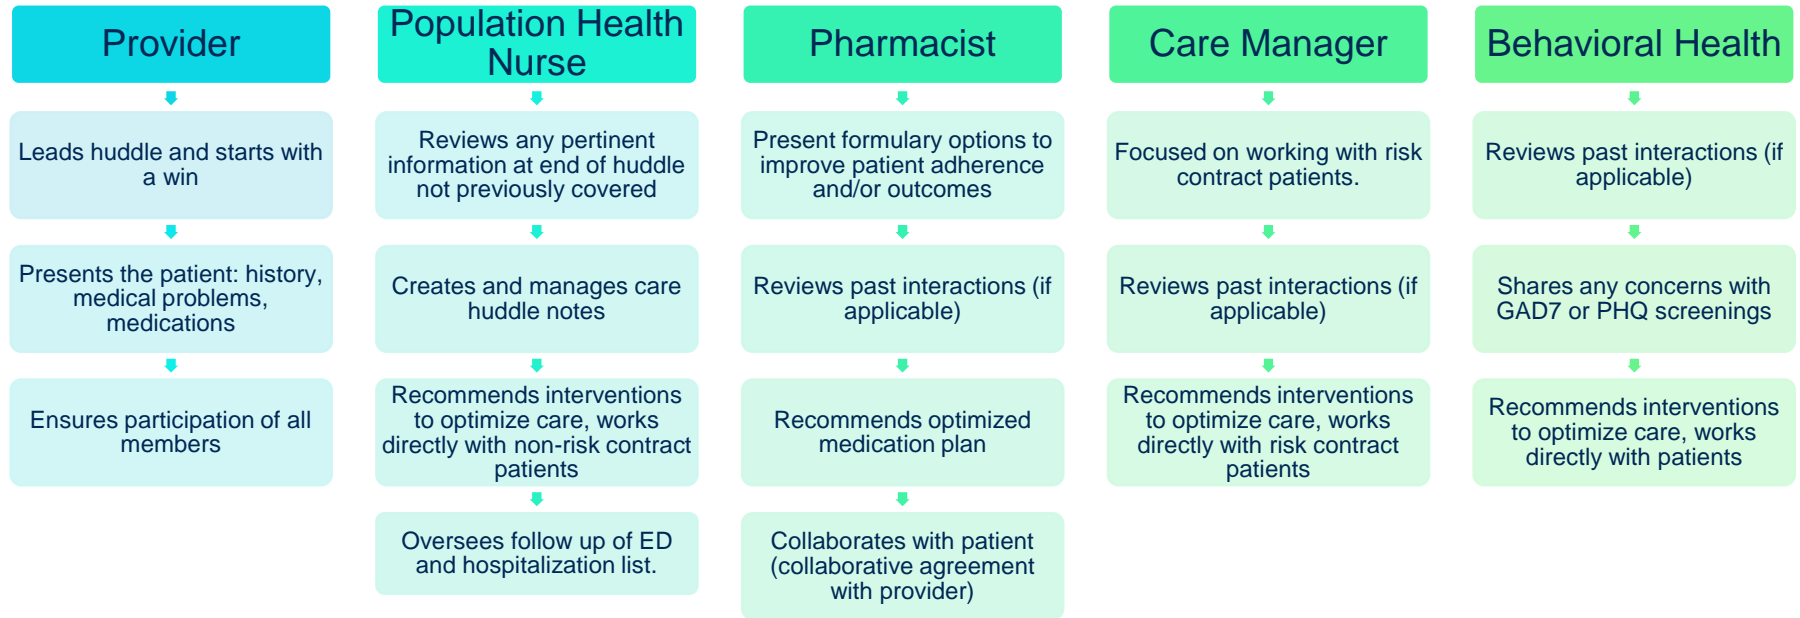 Provider
Leads huddle and starts with
a win
Presents the patient: history,
medical problems,
medications
Ensures participation of all
members
Population Health
Nurse
Reviews any pertinent
information at end of huddle
not previously covered
Creates and manages care
huddle notes
Recommends interventions
to optimize care, works
directly with non-risk contract
patients
Oversees follow up of ED
and hospitalization list.
Pharmacist
Present formulary options to
improve patient adherence
and/or outcomes
Reviews past interactions (if
applicable)
Recommends optimized
medication plan
Collaborates with patient
(collaborative agreement
with provider)
Care Manager
Focused on working with risk
contract patients.
Reviews past interactions (if
applicable)
Recommends interventions
to optimize care, works
directly with risk contract
patients
Behavioral Health
Reviews past interactions (if
applicable)
Shares any concerns with
GAD7 or PHQ screenings
Recommends interventions
to optimize care, works
directly with patients